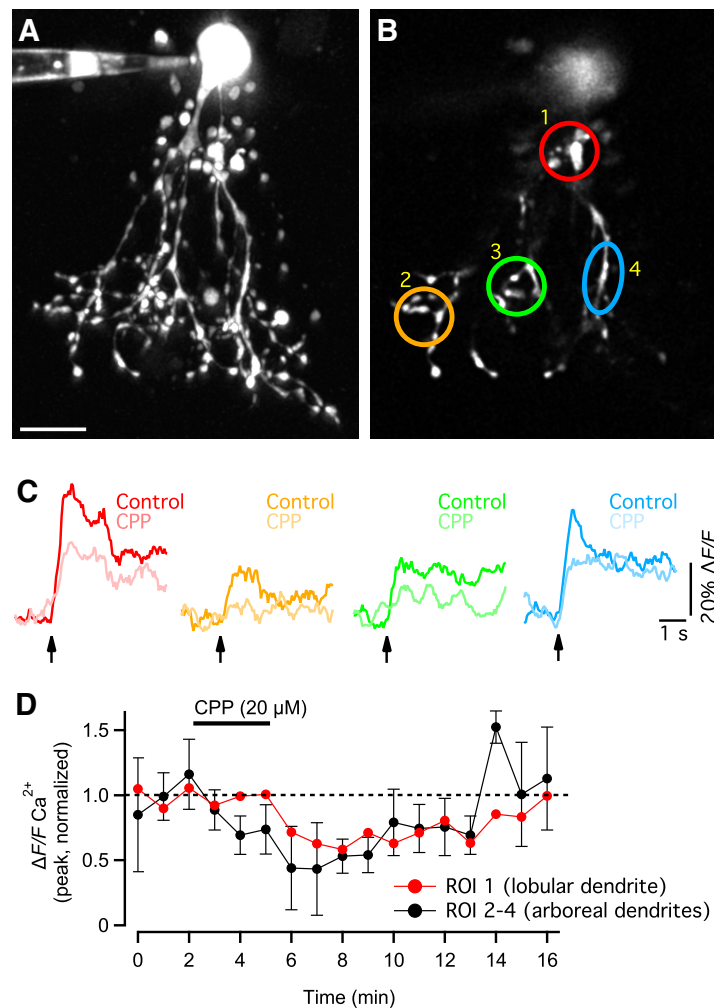 A
B
1
2
3
4
C
Control
CPP
Control
CPP
Control
CPP
Control
CPP
20% ΔF/F
1 s
D
CPP (20 µM)
ΔF/F Ca2+
(peak, normalized)
1.5
1.0
0.5
0
ROI 1 (lobular dendrite)
ROI 2-4 (arboreal dendrites)
0 2 4 6 8 10 12 14 16
Time (min)